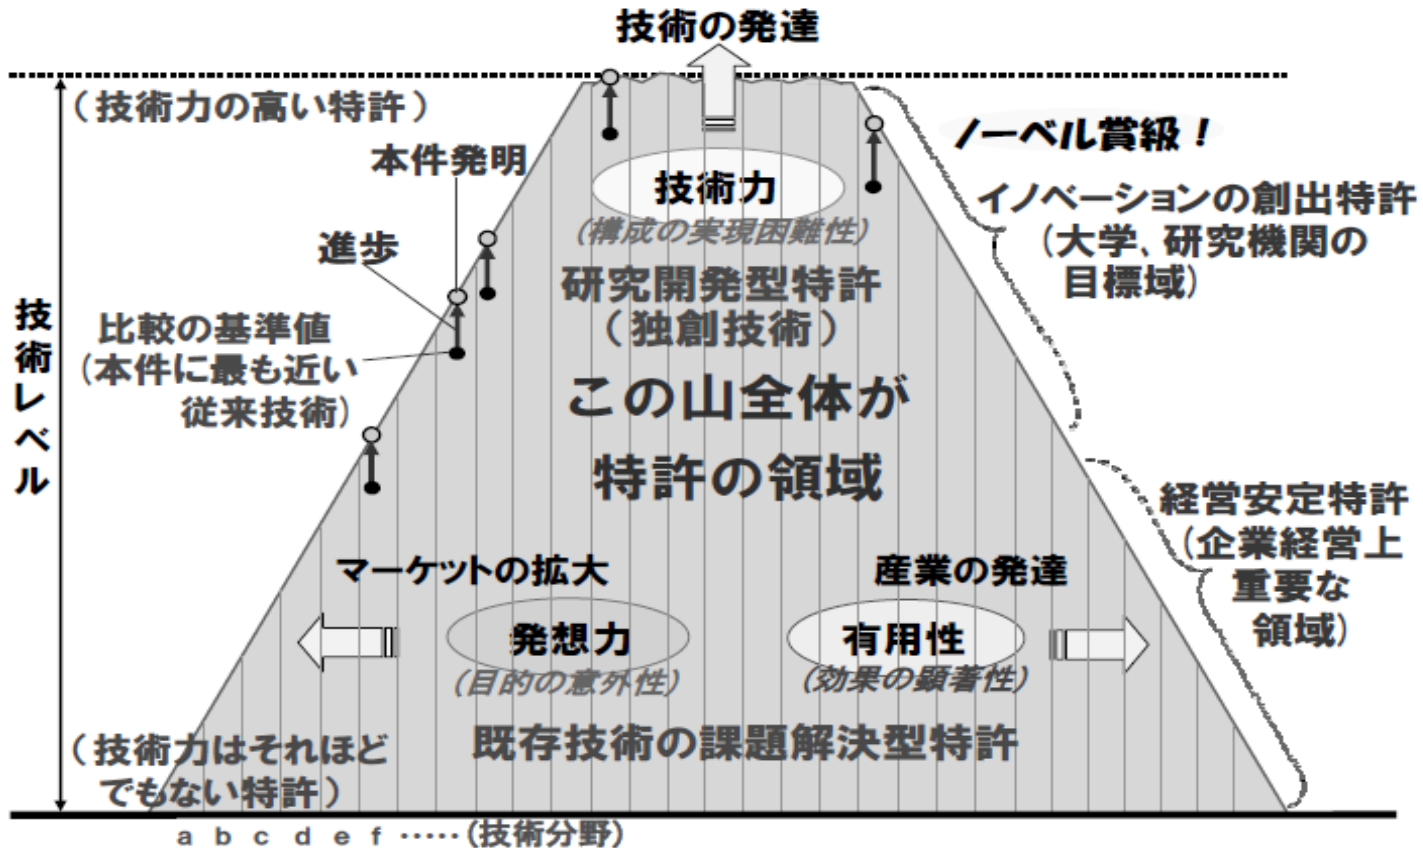 技術の発達
(技術力の高い特許)
ノーベル賞級！
本件発明
技術力
(構成の実現困難性)
イノベーションの創出特許
(大学、研究機関の
目標域)
進歩
研究開発型特許
(独創技術)
比較の基準値
(本件に最も近い
従来技術)
技術レベル
この山全体が
特許の領域
経営安定特許
(企業経営上
重要な
領域)
マーケットの拡大
産業の発達
発想力
(目的の意外性)
有用性
(効果の顕著性)
既存技術の課題解決型特許
(技術力はそれほど
でもない特許)
a b c d e f ・・・・・(技術分野)